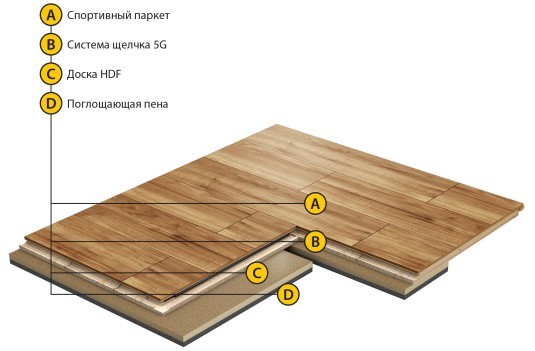 A Спортивный паркет
B Система щелчка 5G
C Доска HDF
D Поглощающая пена
A
B
C
D